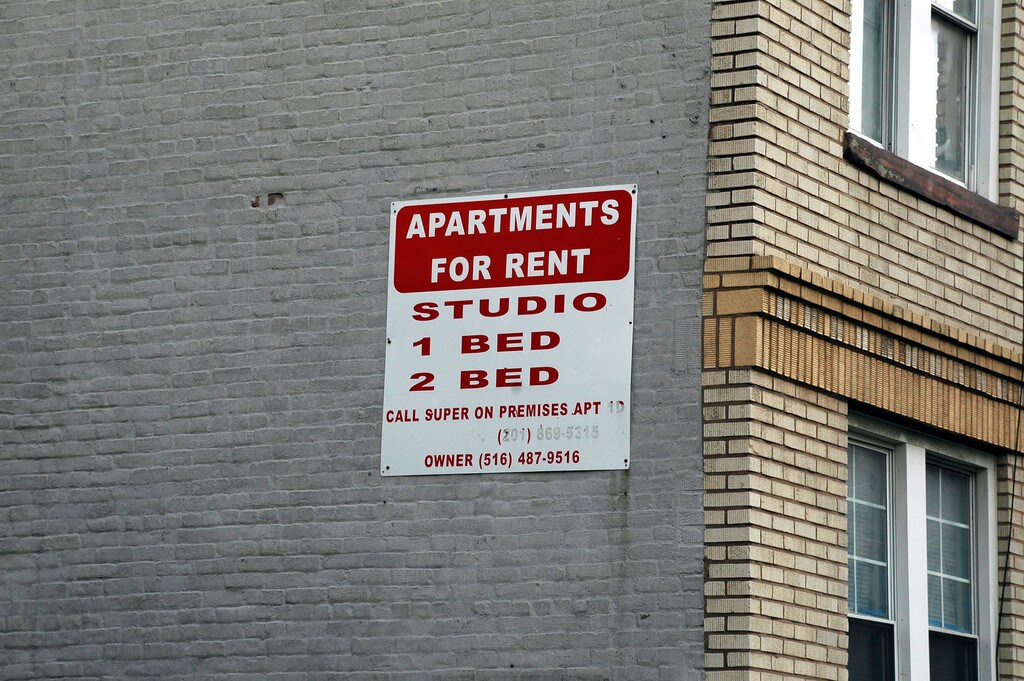 APARTMENTS
FOR RENT
STUDIO
1 BED
2 BED
CALL SUPER ON PREMISES APT 1D
(201) 869-5315
OWNER (516) 487-9516